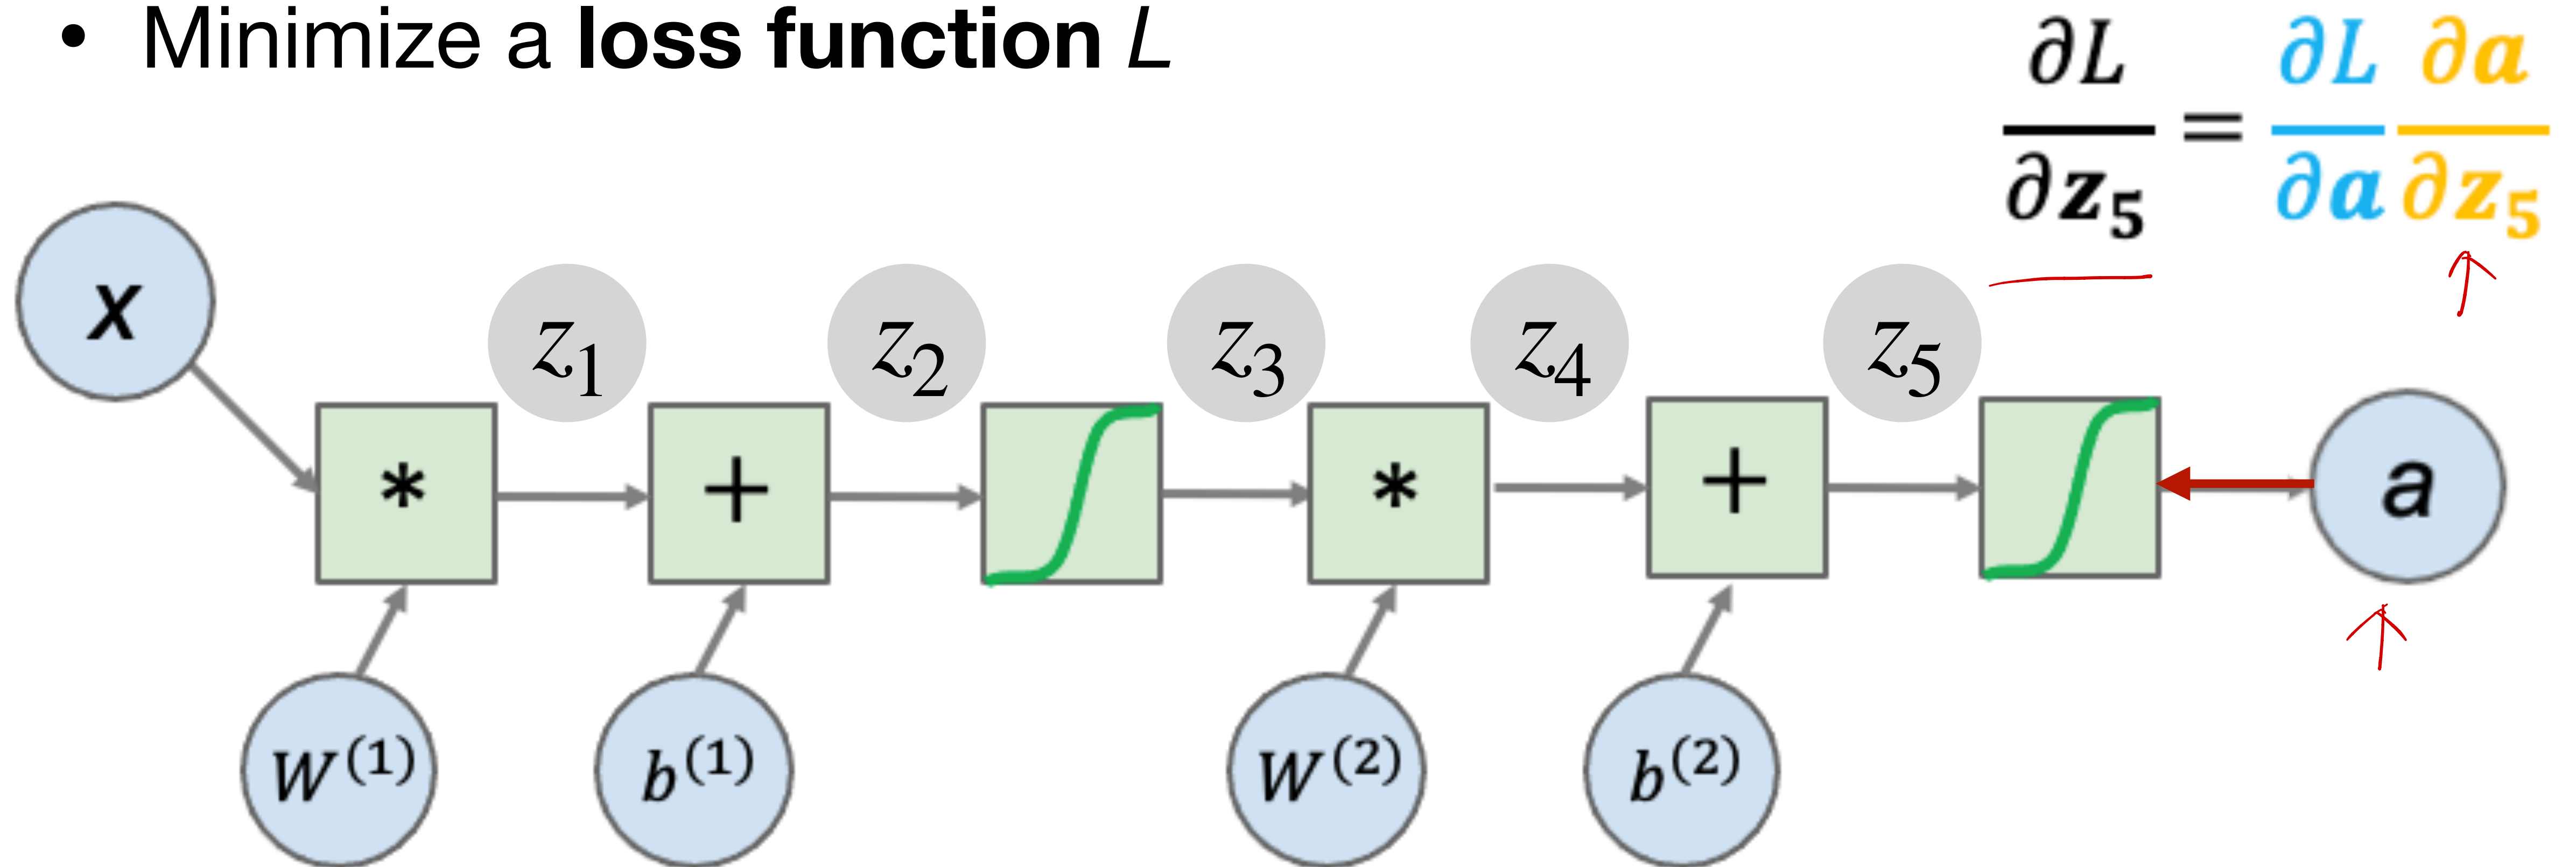 • Minimize a loss function L
∂L/∂z₅ = ∂L/∂a ∂a/∂z₅
x
z₁ z₂ z₃ z₄ z₅
* + * + a
W⁽¹⁾ b⁽¹⁾ W⁽²⁾ b⁽²⁾